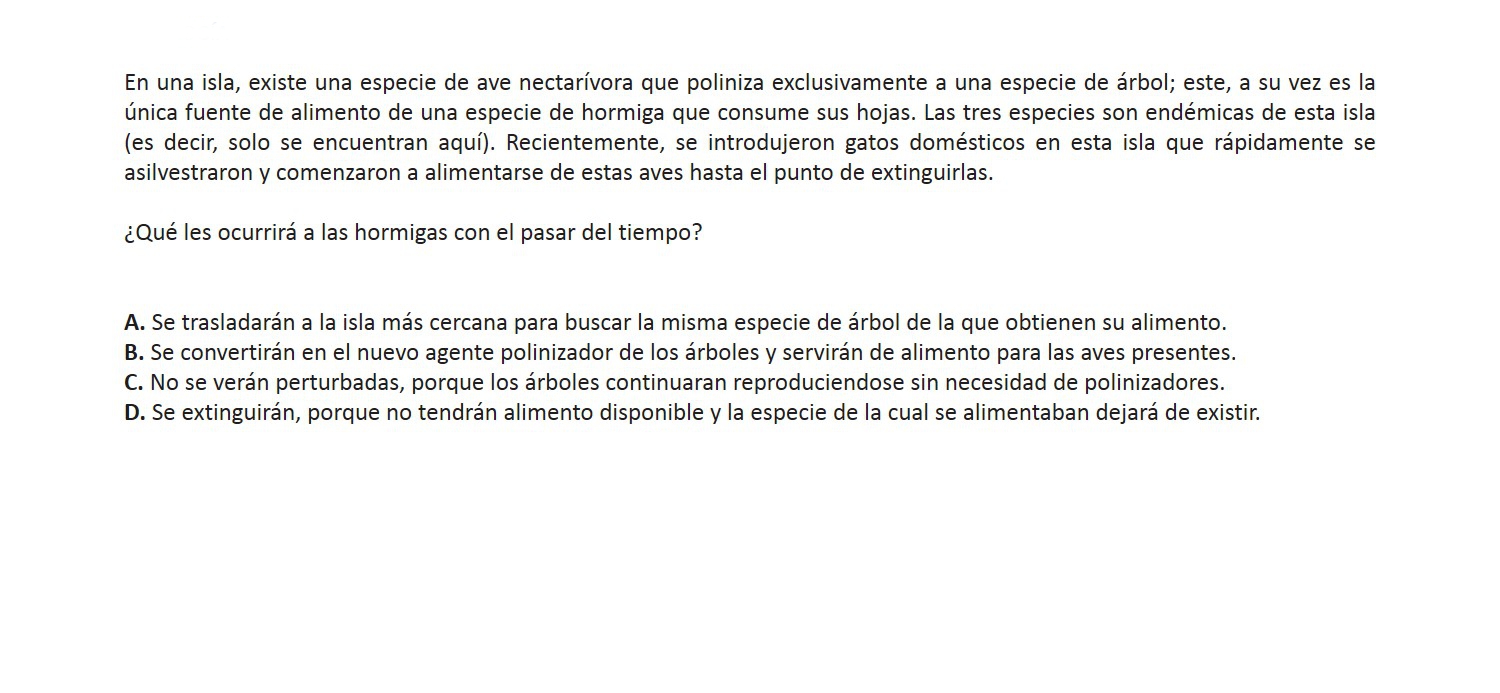 En una isla, existe una especie de ave nectarívora que poliniza exclusivamente a una especie de árbol; este, a su vez es la
única fuente de alimento de una especie de hormiga que consume sus hojas. Las tres especies son endémicas de esta isla
(es decir, solo se encuentran aquí). Recientemente, se introdujeron gatos domésticos en esta isla que rápidamente se
asilvestraron y comenzaron a alimentarse de estas aves hasta el punto de extinguirlas.
¿Qué les ocurrirá a las hormigas con el pasar del tiempo?
A. Se trasladarán a la isla más cercana para buscar la misma especie de árbol de la que obtienen su alimento.
B. Se convertirán en el nuevo agente polinizador de los árboles y servirán de alimento para las aves presentes.
C. No se verán perturbadas, porque los árboles continuaran reproduciendose sin necesidad de polinizadores.
D. Se extinguirán, porque no tendrán alimento disponible y la especie de la cual se alimentaban dejará de existir.